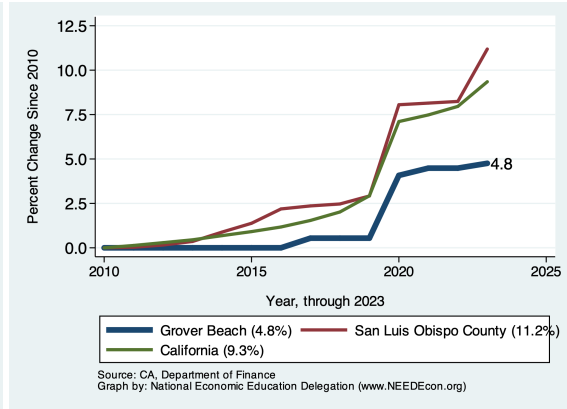 Percent Change Since 2010
12.5
10.0
7.5
5.0
2.5
0.0
4.8
2010
2015
2020
2025
Year, through 2023
Grover Beach (4.8%)
San Luis Obispo County (11.2%)
California (9.3%)
Source: CA, Department of Finance
Graph by: National Economic Education Delegation (www.NEEDEcon.org)